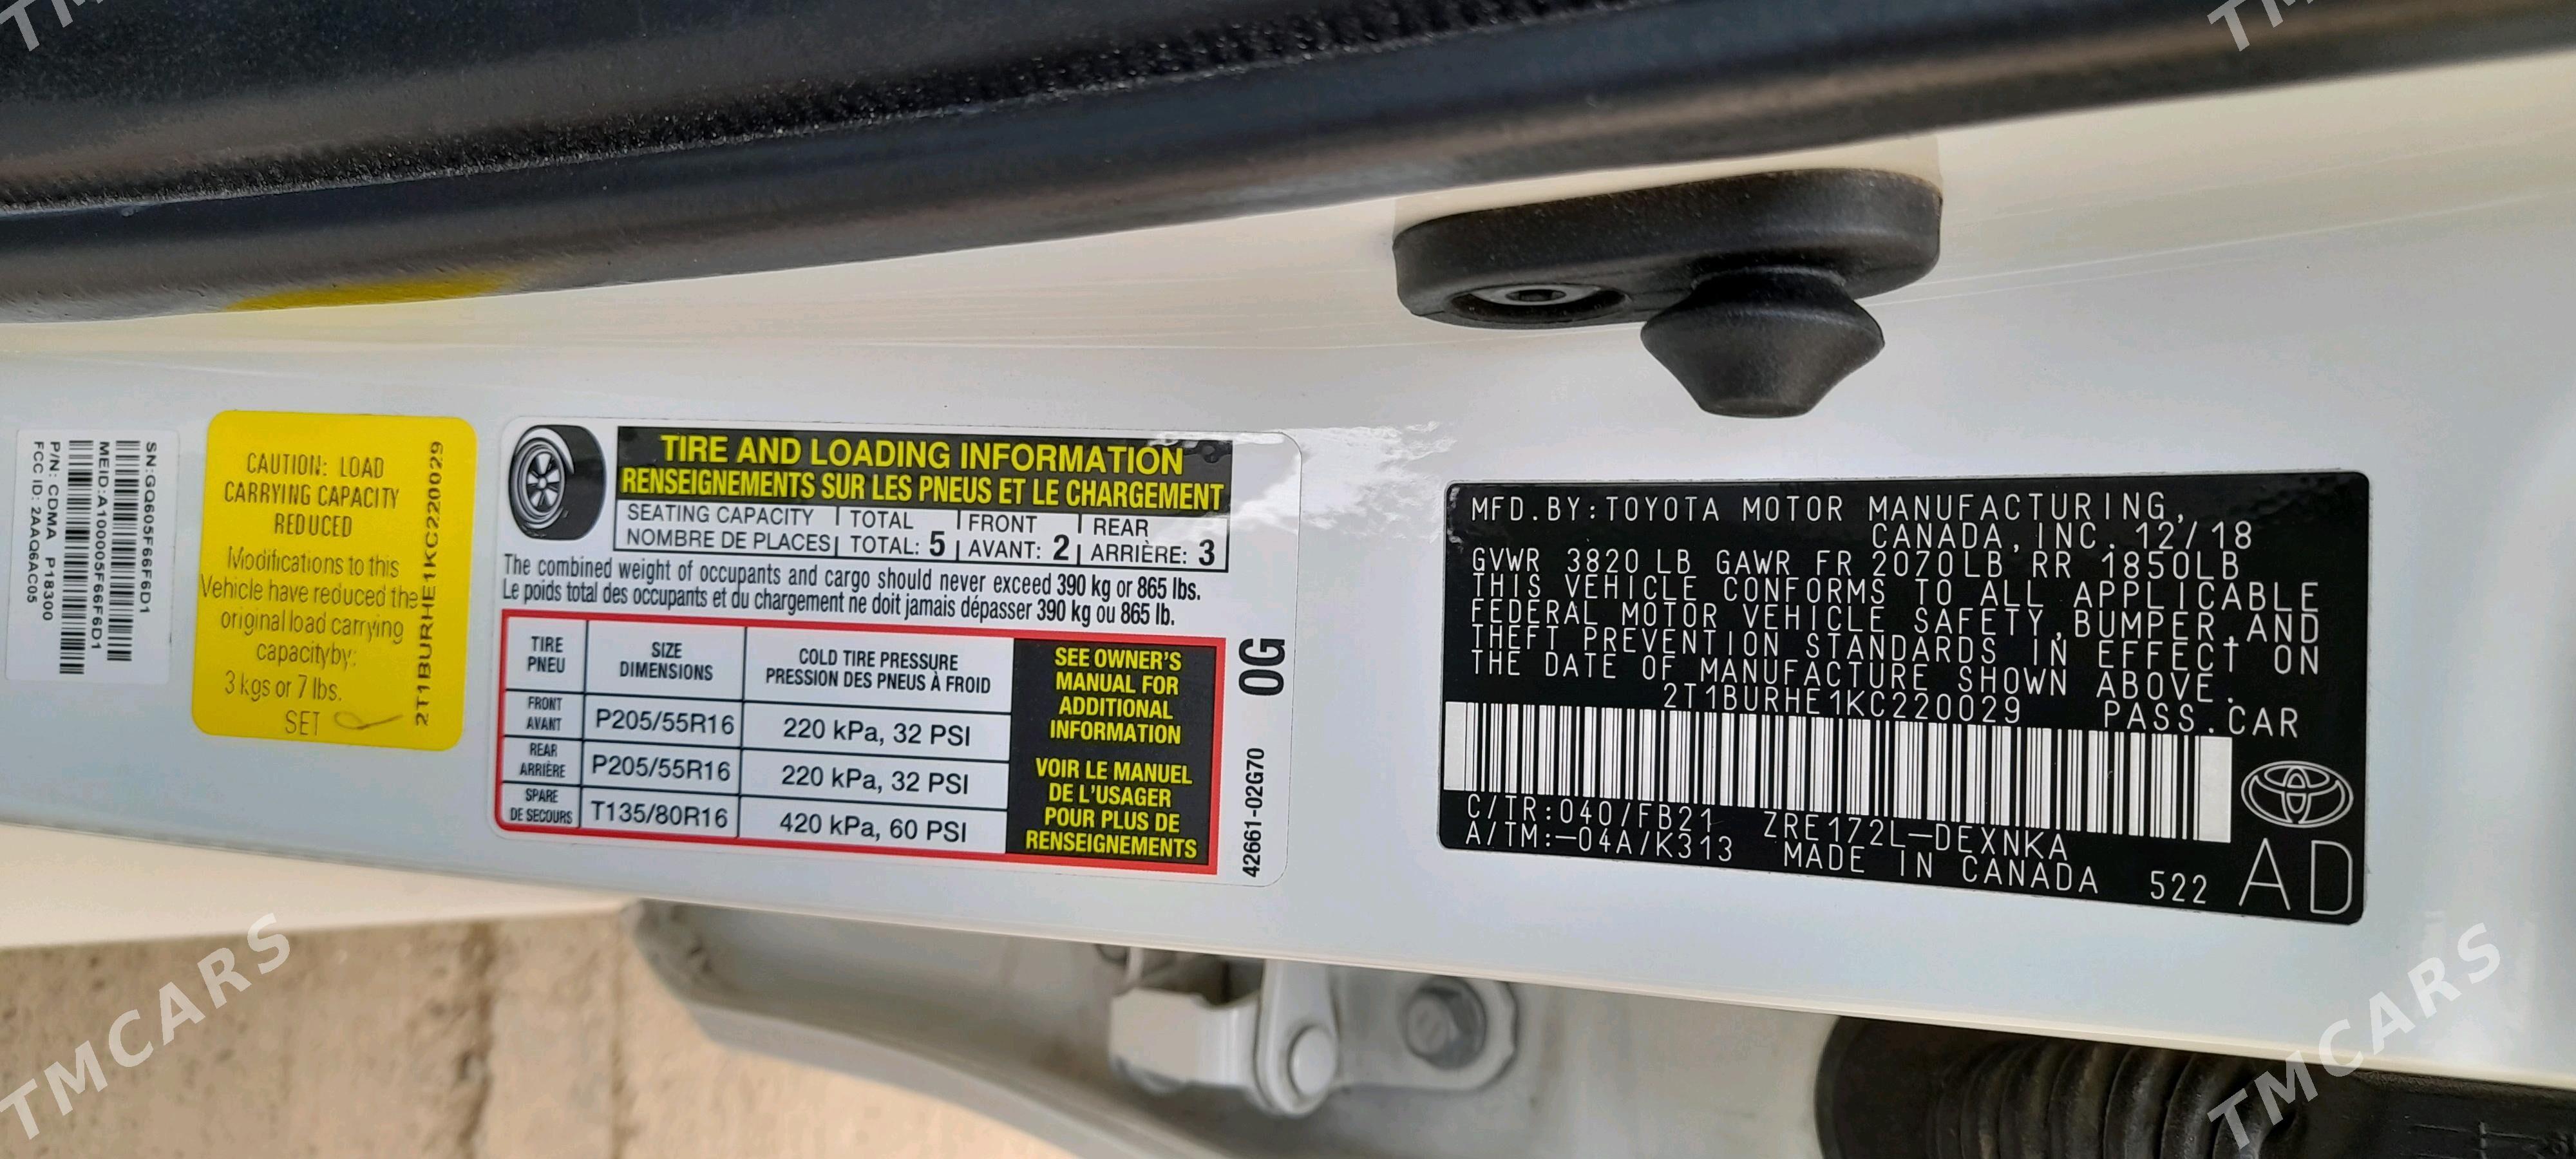 SN:GQ605F66F6D1
MEID:A100005F66F6D1
P/N: CDMA P18300
FCC ID: 2AAQ6AC05
CAUTION: LOAD
CARRYING CAPACITY
REDUCED
Modifications to this
Vehicle have reduced the
original load carrying
capacityby:
3 kgs or 7 lbs.
SET
2T1BURHE1KC220029
TIRE AND LOADING INFORMATION
RENSEIGNEMENTS SUR LES PNEUS ET LE CHARGEMENT
SEATING CAPACITY | TOTAL | FRONT | REAR
NOMBRE DE PLACES | TOTAL: 5 | AVANT: 2 | ARRIÈRE: 3
The combined weight of occupants and cargo should never exceed 390 kg or 865 lbs.
Le poids total des occupants et du chargement ne doit jamais dépasser 390 kg ou 865 lb.
TIRE
PNEU
SIZE
DIMENSIONS
COLD TIRE PRESSURE
PRESSION DES PNEUS À FROID
FRONT
AVANT
P205/55R16
220 kPa, 32 PSI
REAR
ARRIÈRE
P205/55R16
220 kPa, 32 PSI
SPARE
DE SECOURS
T135/80R16
420 kPa, 60 PSI
SEE OWNER'S
MANUAL FOR
ADDITIONAL
INFORMATION
VOIR LE MANUEL
DE L'USAGER
POUR PLUS DE
RENSEIGNEMENTS
42661-02G70 0G
MFD.BY:TOYOTA MOTOR MANUFACTURING,
CANADA, INC. 12/18
GVWR 3820 LB GAWR FR 2070LB RR 1850LB
THIS VEHICLE CONFORMS TO ALL APPLICABLE
FEDERAL MOTOR VEHICLE SAFETY,BUMPER,AND
THEFT PREVENTION STANDARDS IN EFFECT ON
THE DATE OF MANUFACTURE SHOWN ABOVE.
2T1BURHE1KC220029 PASS.CAR
C/TR:040/FB21 ZRE172L-DEXNKA
A/TM:-04A/K313 MADE IN CANADA 522 AD
TMCARS
TMCARS